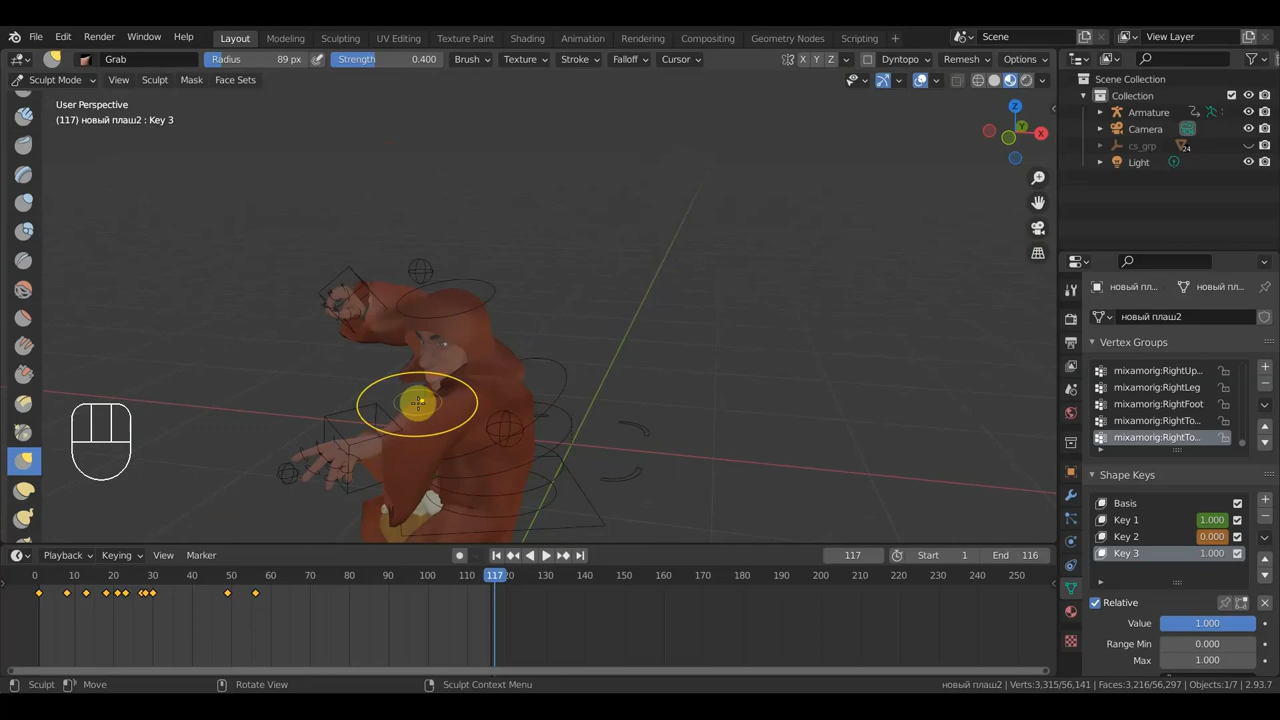 File Edit Render Window Help Layout Modeling Sculpting UV Editing Texture Paint Shading Animation Rendering Compositing Geometry Nodes Scripting + Scene View Layer
Grab Radius 89 px Strength 0.400 Brush Texture Stroke Falloff Cursor X Y Z Dyntopo Remesh Options
Sculpt Mode View Sculpt Mask Face Sets
Scene Collection
Collection
Armature
Camera
cs_grp 24
Light
User Perspective
(117) новый плаш2 : Key 3
Z
Y
X
новый пл... новый пл...
новый плаш2
Vertex Groups
mixamorig:RightUp...
mixamorig:RightLeg
mixamorig:RightFoot
mixamorig:RightTo...
mixamorig:RightTo...
Shape Keys
Basis
Key 1 1.000
Key 2 0.000
Key 3 1.000
Relative
Value 1.000
Range Min 0.000
Max 1.000
Playback Keying View Marker 117 Start 1 End 116
0 10 20 30 40 50 60 70 80 90 100 110 117 120 130 140 150 160 170 180 190 200 210 220 230 240 250
Sculpt Move Rotate View Sculpt Context Menu новый плаш2 | Verts:3,315/56,141 | Faces:3,216/56,297 | Objects:1/7 | 2.93.7